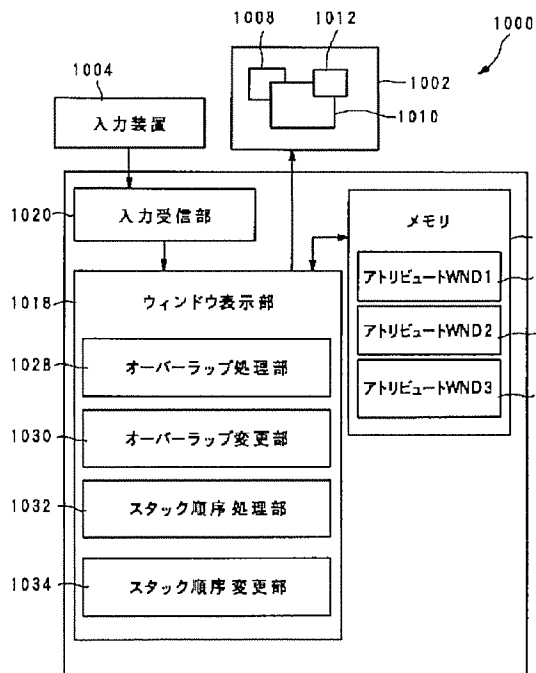 1008
1012
1000
1004
1002
1010
入力装置
1020
入力受信部
メモリ
アトリビュートWND1
1018
ウィンドウ表示部
アトリビュートWND2
1028
オーバーラップ処理部
アトリビュートWND3
1030
オーバーラップ変更部
1032
スタック順序処理部
1034
スタック順序変更部